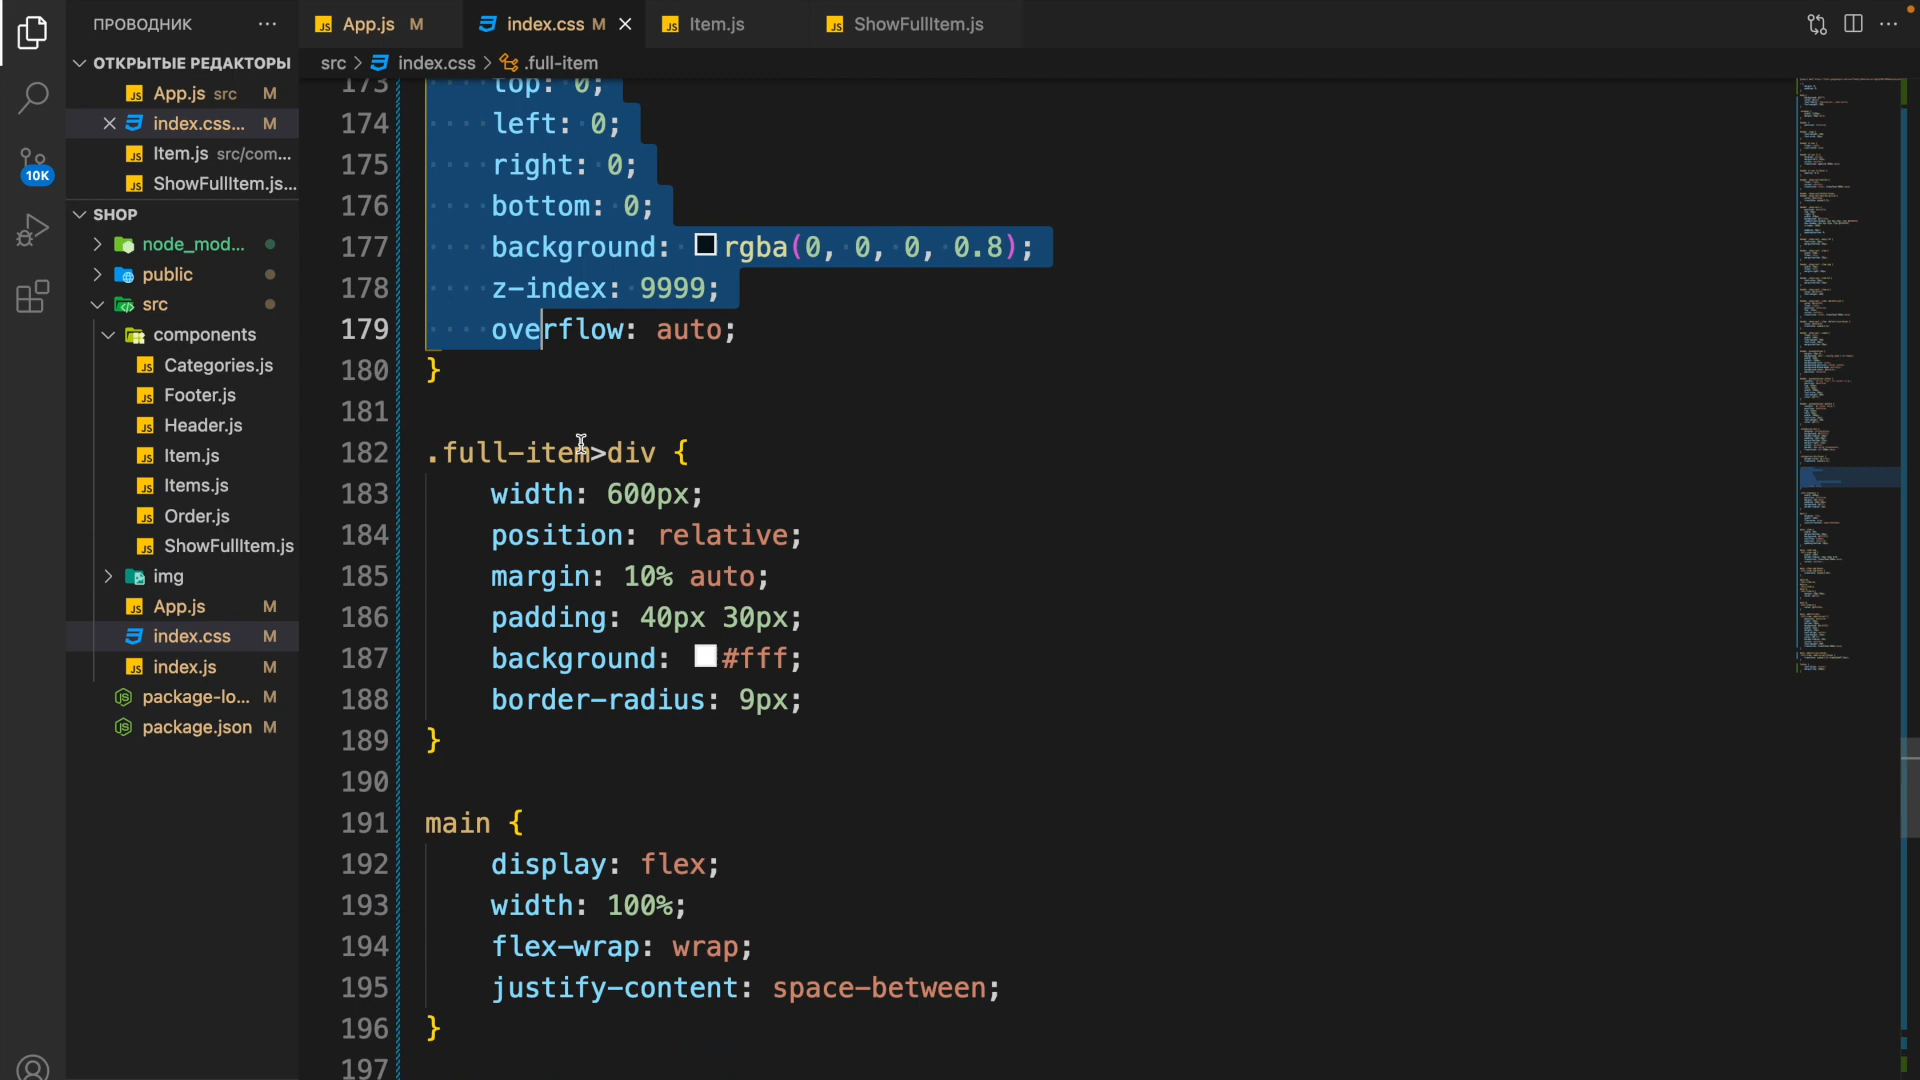 ПРОВОДНИК
App.js M
index.css M
Item.js
ShowFullItem.js
ОТКРЫТЫЕ РЕДАКТОРЫ
src > index.css > .full-item
App.js src M
index.css... M
Item.js src/com...
ShowFullItem.js...
10K
SHOP
node_mod...
public
src
components
Categories.js
Footer.js
Header.js
Item.js
Items.js
Order.js
ShowFullItem.js
img
App.js M
index.css M
index.js M
package-lo... M
package.json M
173 top: 0;
174 left: 0;
175 right: 0;
176 bottom: 0;
177 background: rgba(0, 0, 0, 0.8);
178 z-index: 9999;
179 overflow: auto;
180 }
181
182 .full-item>div {
183 width: 600px;
184 position: relative;
185 margin: 10% auto;
186 padding: 40px 30px;
187 background: #fff;
188 border-radius: 9px;
189 }
190
191 main {
192 display: flex;
193 width: 100%;
194 flex-wrap: wrap;
195 justify-content: space-between;
196 }
197